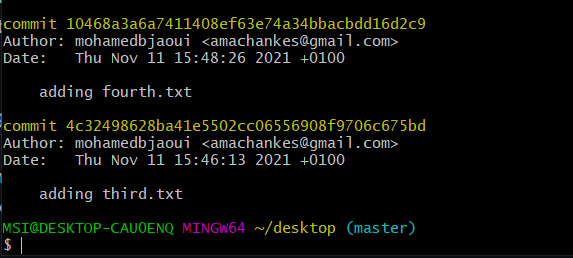 commit 10468a3a6a7411408ef63e74a34bbacbdd16d2c9
Author: mohamedbjaoui <amachankes@gmail.com>
Date:   Thu Nov 11 15:48:26 2021 +0100
    adding fourth.txt
commit 4c32498628ba41e5502cc06556908f9706c675bd
Author: mohamedbjaoui <amachankes@gmail.com>
Date:   Thu Nov 11 15:46:13 2021 +0100
    adding third.txt
MSI@DESKTOP-CAU0ENQ MINGW64 ~/desktop (master)
$